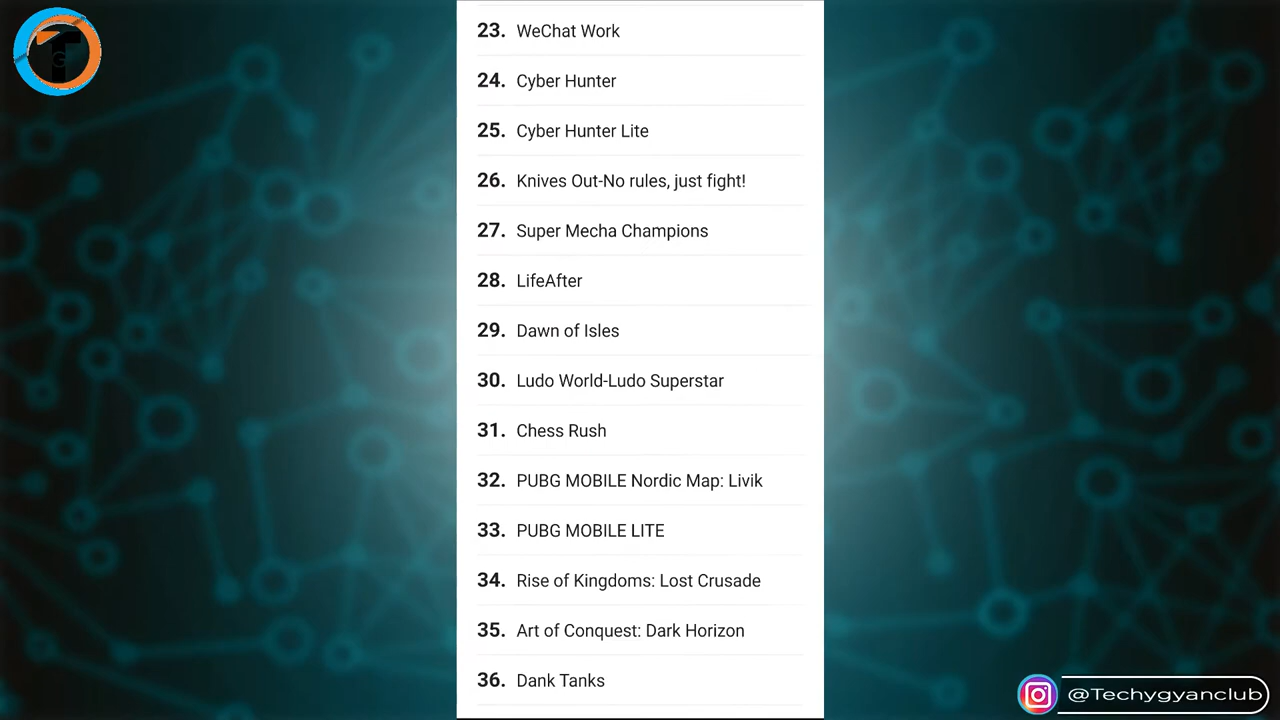 23. WeChat Work
24. Cyber Hunter
25. Cyber Hunter Lite
26. Knives Out-No rules, just fight!
27. Super Mecha Champions
28. LifeAfter
29. Dawn of Isles
30. Ludo World-Ludo Superstar
31. Chess Rush
32. PUBG MOBILE Nordic Map: Livik
33. PUBG MOBILE LITE
34. Rise of Kingdoms: Lost Crusade
35. Art of Conquest: Dark Horizon
36. Dank Tanks
T
G
@Techygyanclub